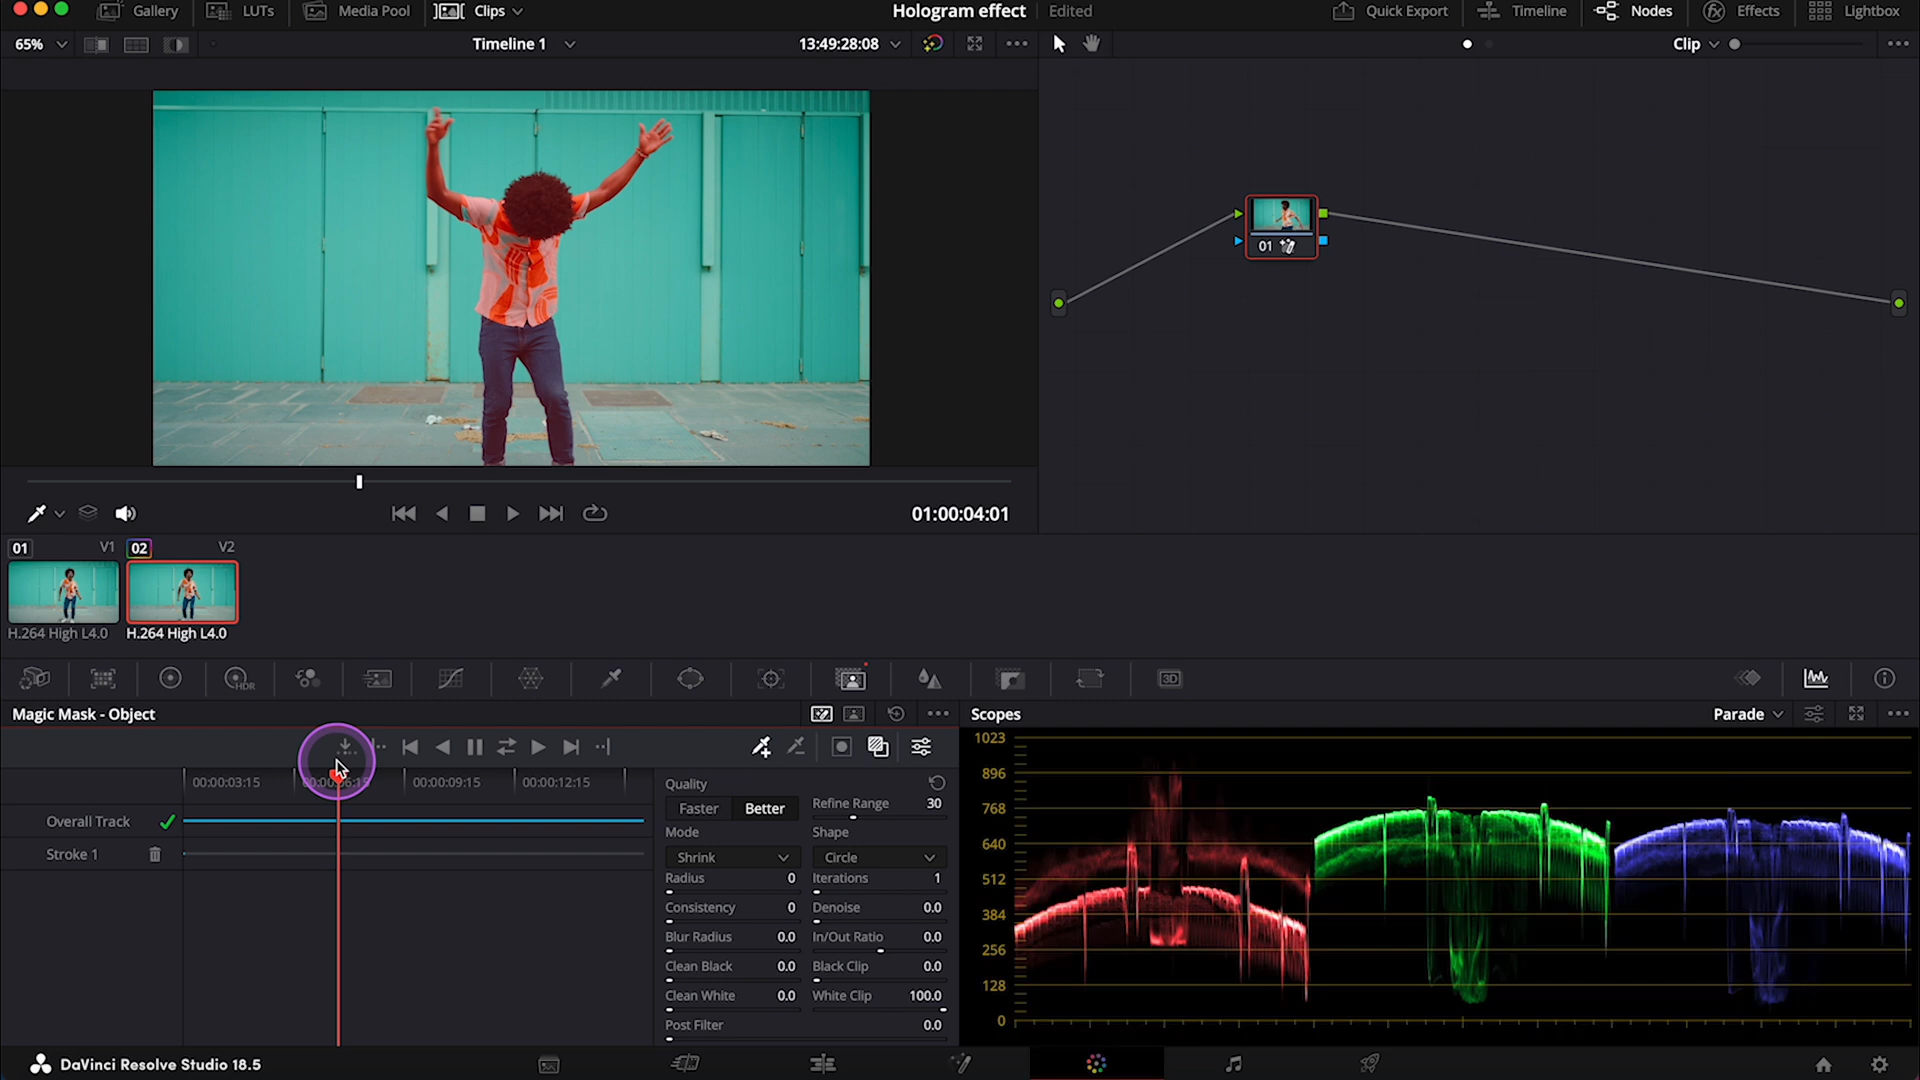 Gallery
LUTs
Media Pool
Clips
Hologram effect
Edited
Quick Export
Timeline
Nodes
Effects
Lightbox
65%
Timeline 1
13:49:28:08
Clip
01
01:00:04:01
01
V1
02
V2
H.264 High L4.0
H.264 High L4.0
HDR
3D
Magic Mask - Object
Scopes
Parade
00:00:03:15
00:00:06:15
00:00:09:15
00:00:12:15
Overall Track
Stroke 1
Quality
Faster
Better
Refine Range
30
Mode
Shape
Shrink
Circle
Radius
0
Iterations
1
Consistency
0
Denoise
0.0
Blur Radius
0.0
In/Out Ratio
0.0
Clean Black
0.0
Black Clip
0.0
Clean White
0.0
White Clip
100.0
Post Filter
0.0
1023
896
768
640
512
384
256
128
0
DaVinci Resolve Studio 18.5